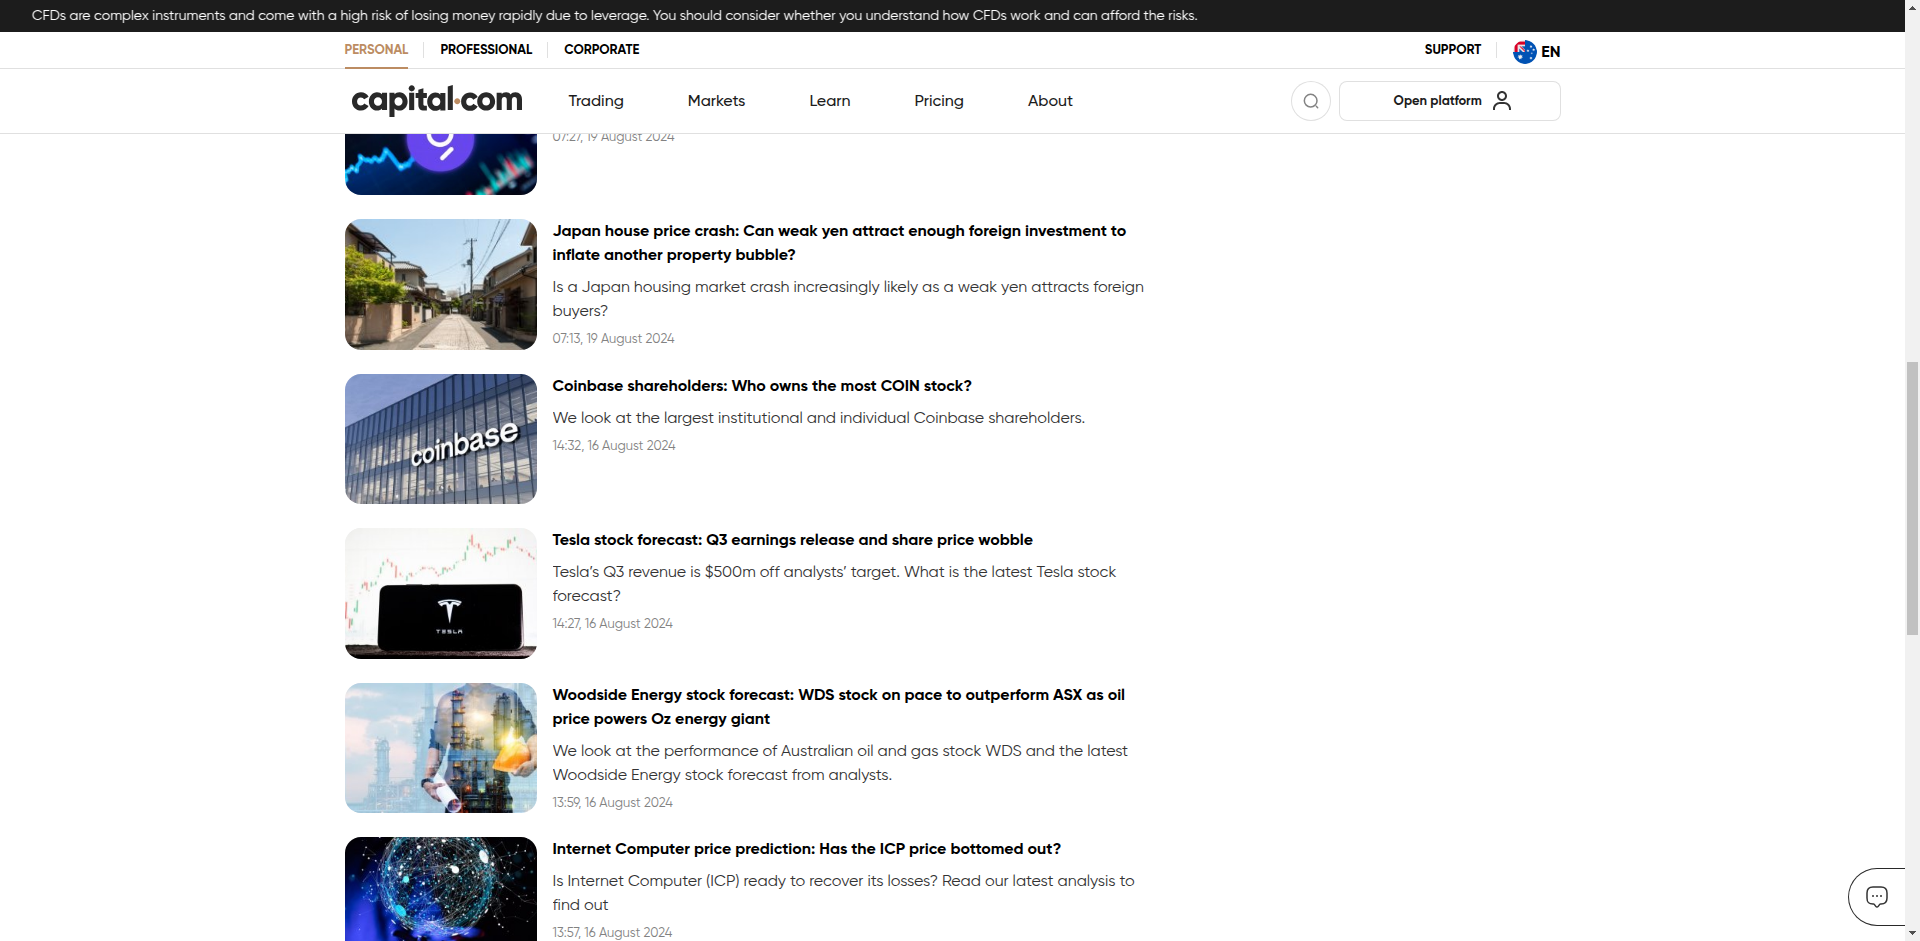 CFDs are complex instruments and come with a high risk of losing money rapidly due to leverage. You should consider whether you understand how CFDs work and can afford the risks.
PERSONAL
PROFESSIONAL
CORPORATE
SUPPORT
EN
capital.com
Trading
Markets
Learn
Pricing
About
Open platform
07:27, 19 August 2024
Japan house price crash: Can weak yen attract enough foreign investment to
inflate another property bubble?
Is a Japan housing market crash increasingly likely as a weak yen attracts foreign
buyers?
07:13, 19 August 2024
coinbase
Coinbase shareholders: Who owns the most COIN stock?
We look at the largest institutional and individual Coinbase shareholders.
14:32, 16 August 2024
TESLA
Tesla stock forecast: Q3 earnings release and share price wobble
Tesla’s Q3 revenue is $500m off analysts’ target. What is the latest Tesla stock
forecast?
14:27, 16 August 2024
Woodside Energy stock forecast: WDS stock on pace to outperform ASX as oil
price powers Oz energy giant
We look at the performance of Australian oil and gas stock WDS and the latest
Woodside Energy stock forecast from analysts.
13:59, 16 August 2024
Internet Computer price prediction: Has the ICP price bottomed out?
Is Internet Computer (ICP) ready to recover its losses? Read our latest analysis to
find out
13:57, 16 August 2024